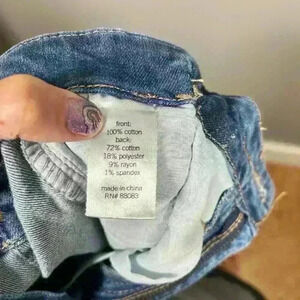 front:
100% cotton
back:
72% cotton
18% polyester
9% rayon
1% spandex
made in china
RN# 88083